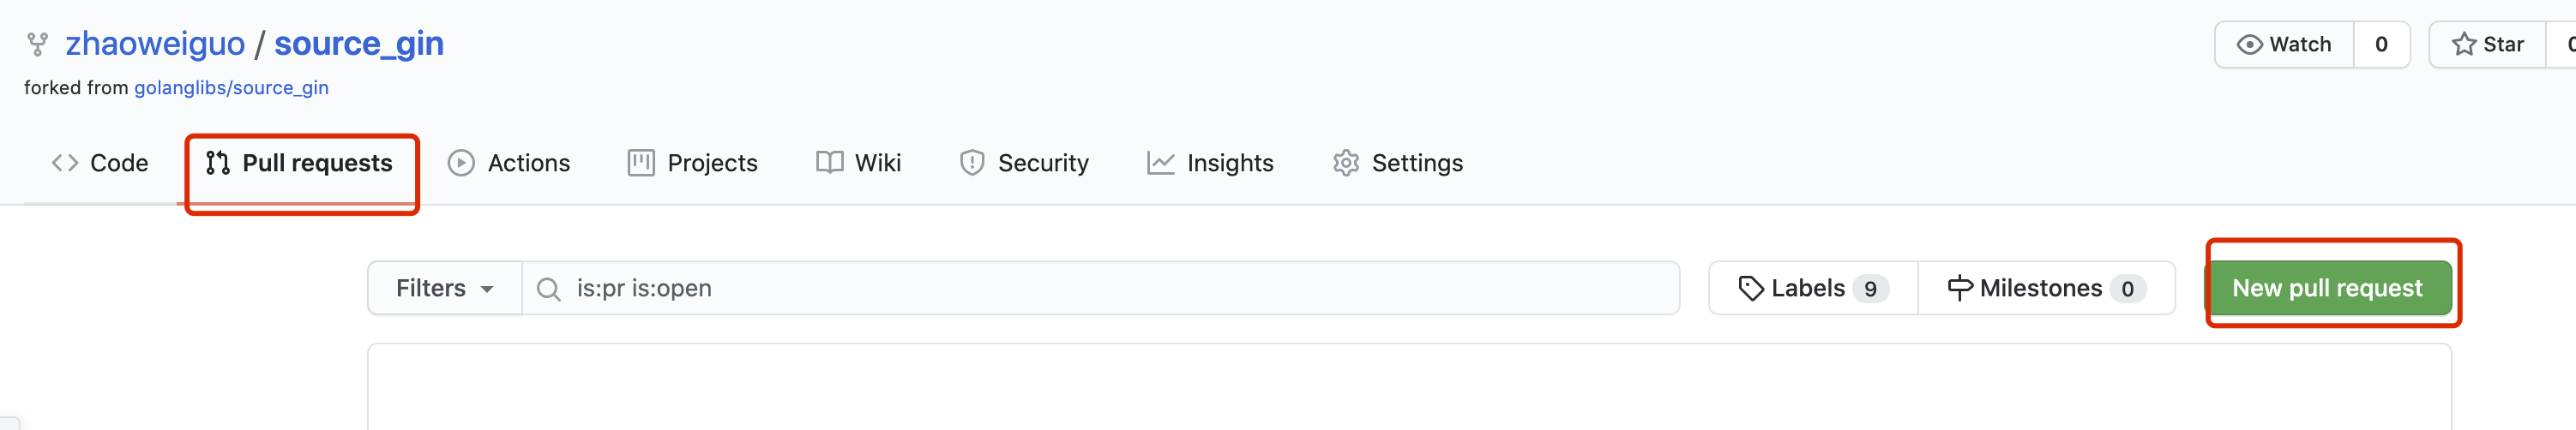 zhaoweiguo / source_gin
Watch 0
Star
forked from golanglibs/source_gin
Code
Pull requests
Actions
Projects
Wiki
Security
Insights
Settings
Filters
is:pr is:open
Labels 9
Milestones 0
New pull request